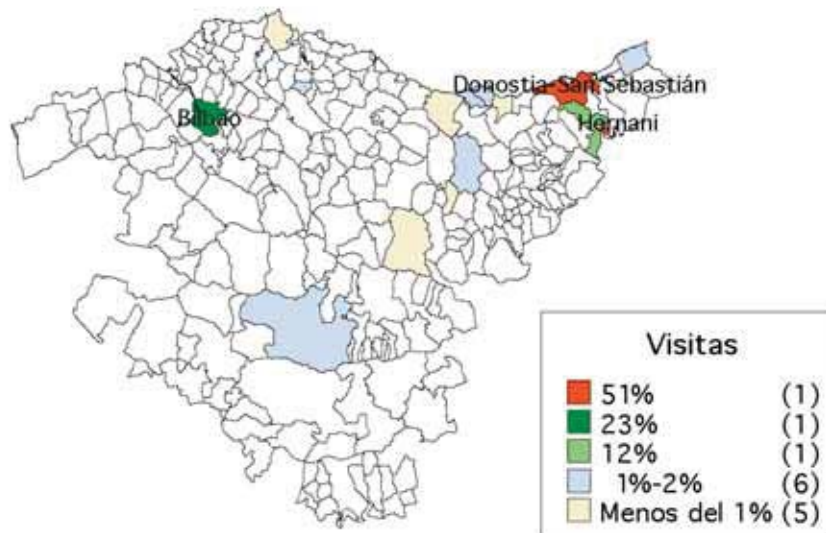 Donostia-San Sebastián
Bilbao
Hernani
Visitas
51% (1)
23% (1)
12% (1)
1%-2% (6)
Menos del 1% (5)